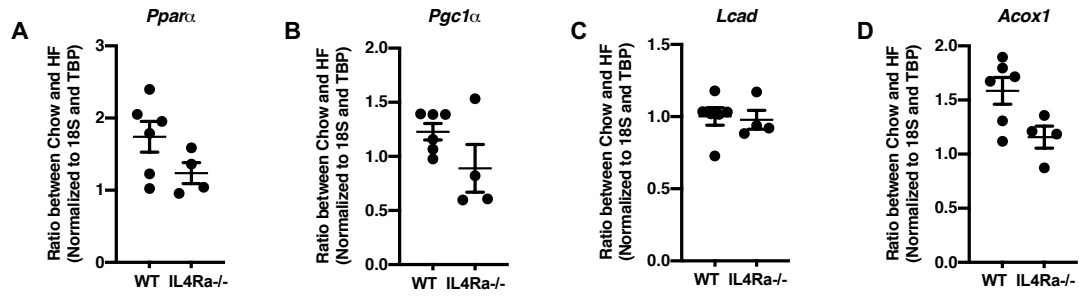 A
Pparα
Ratio between Chow and HF
(Normalized to 18S and TBP)
3
2
1
0
WT IL4Ra-/-
B
Pgc1α
Ratio between Chow and HF
(Normalized to 18S and TBP)
2.0
1.5
1.0
0.5
0.0
WT IL4Ra-/-
C
Lcad
Ratio between Chow and HF
(Normalized to 18S and TBP)
1.5
1.0
0.5
0.0
WT IL4Ra-/-
D
Acox1
Ratio between Chow and HF
(Normalized to 18S and TBP)
2.0
1.5
1.0
0.5
0.0
WT IL4Ra-/-